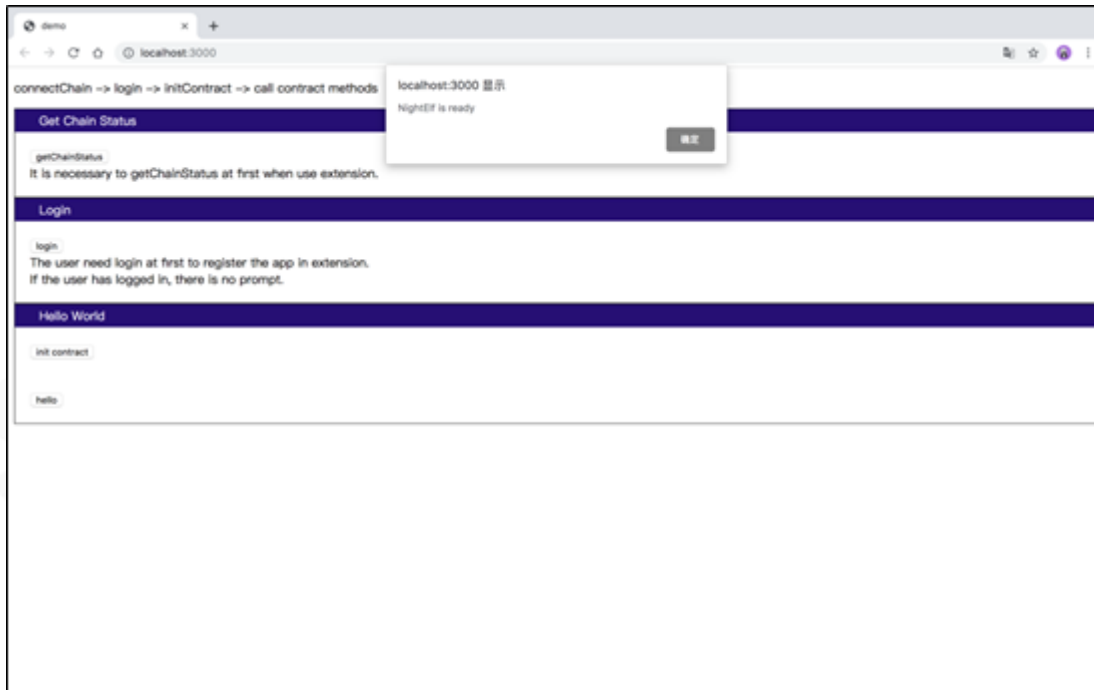 demo
localhost:3000
connectChain -> login -> initContract -> call contract methods
localhost:3000 显示
NightElf is ready
确定
Get Chain Status
getChainStatus
It is necessary to getChainStatus at first when use extension.
Login
login
The user need login at first to register the app in extension.
If the user has logged in, there is no prompt.
Hello World
init contract
hello